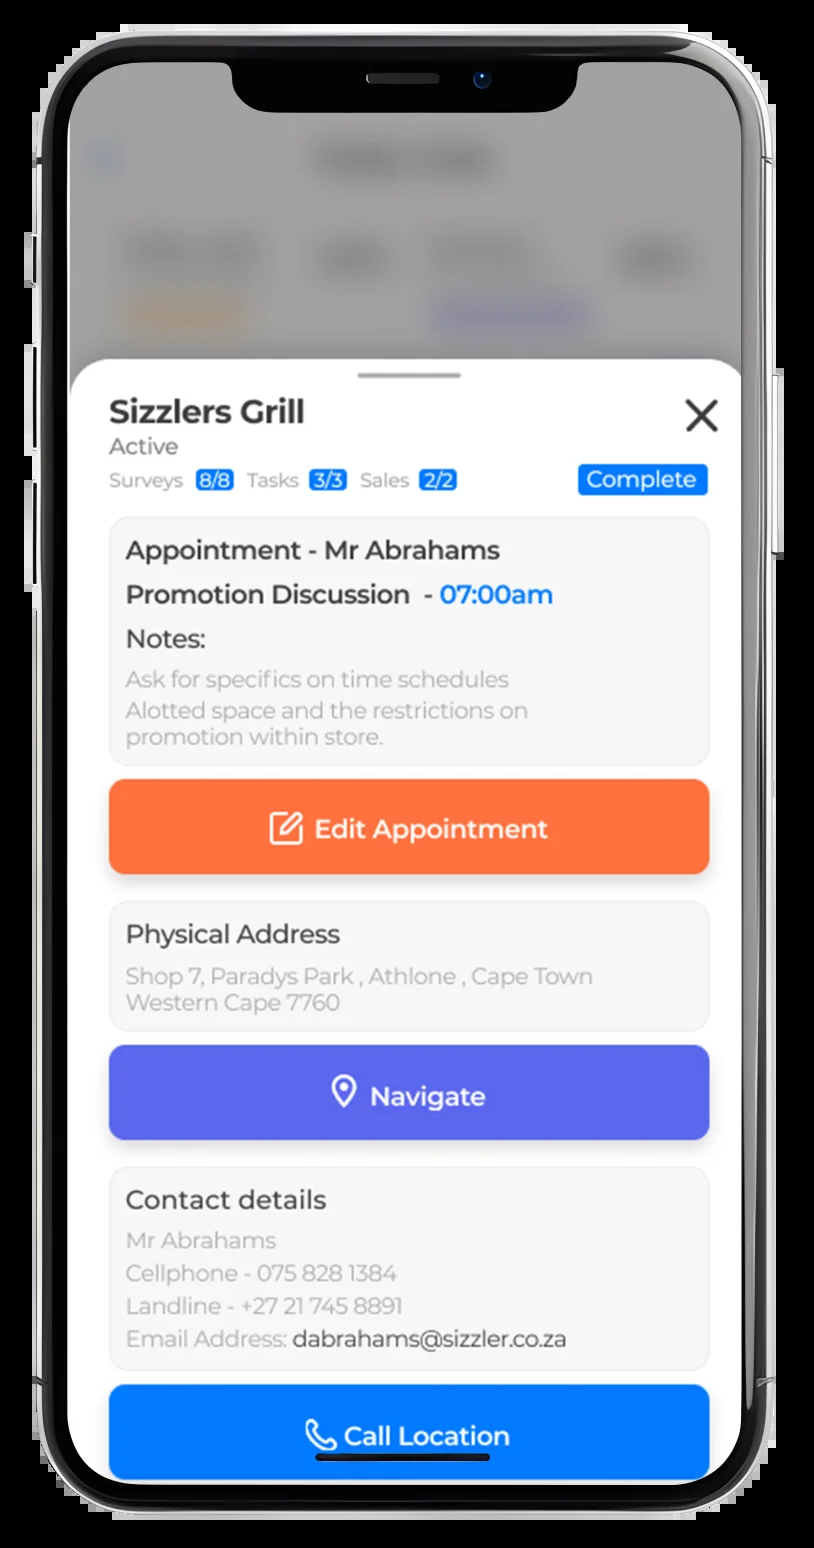 Sizzlers Grill
Active
Surveys 8/8 Tasks 3/3 Sales 2/2 Complete
Appointment - Mr Abrahams
Promotion Discussion - 07:00am
Notes:
Ask for specifics on time schedules
Alotted space and the restrictions on
promotion within store.
Edit Appointment
Physical Address
Shop 7, Paradys Park , Athlone , Cape Town
Western Cape 7760
Navigate
Contact details
Mr Abrahams
Cellphone - 075 828 1384
Landline - +27 21 745 8891
Email Address: dabrahams@sizzler.co.za
Call Location